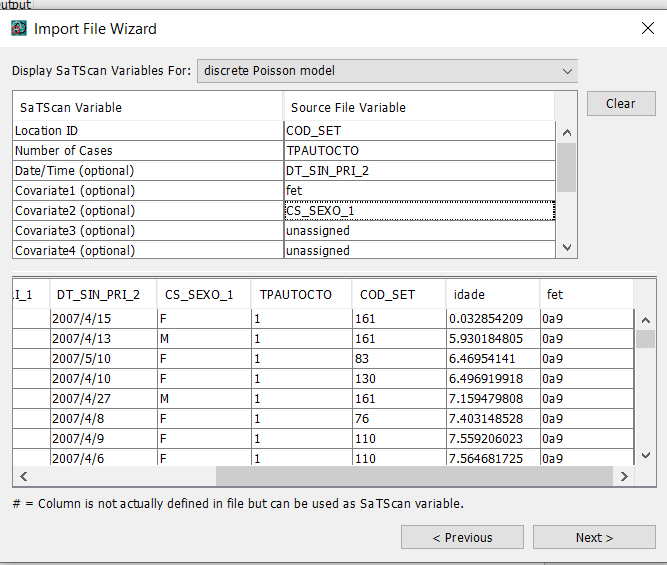 Output
Import File Wizard
Display SaTScan Variables For: discrete Poisson model
SaTScan Variable Source File Variable Clear
Location ID COD_SET
Number of Cases TPAUTOCTO
Date/Time (optional) DT_SIN_PRI_2
Covariate1 (optional) fet
Covariate2 (optional) CS_SEXO_1
Covariate3 (optional) unassigned
Covariate4 (optional) unassigned
RI_1 DT_SIN_PRI_2 CS_SEXO_1 TPAUTOCTO COD_SET idade fet
2007/4/15 F 1 161 0.032854209 0a9
2007/4/13 M 1 161 5.930184805 0a9
2007/5/10 F 1 83 6.46954141 0a9
2007/4/10 F 1 130 6.496919918 0a9
2007/4/27 M 1 161 7.159479808 0a9
2007/4/8 F 1 76 7.403148528 0a9
2007/4/9 F 1 110 7.559206023 0a9
2007/4/6 F 1 110 7.564681725 0a9
# = Column is not actually defined in file but can be used as SaTScan variable.
< Previous Next >